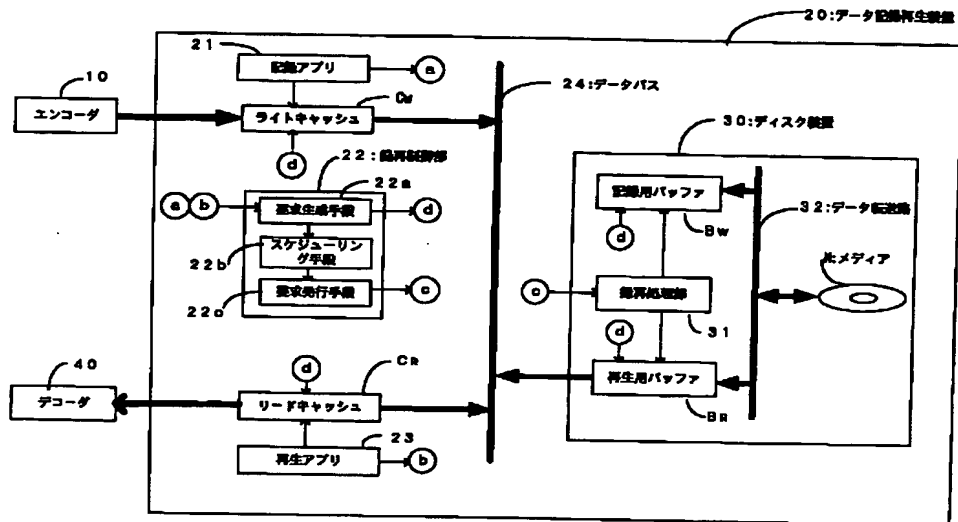 20:データ記録再生装置
21
記録アプリ
a
10
エンコーダ
Cw
ライトキャッシュ
24:データバス
d
22:録再制御部
30:ディスク装置
22a
a
b
要求生成手段
d
記録用バッファ
Bw
32:データ転送路
22b
スケジューリン
グ手段
d
22c
要求発行手段
c
c
録再処理部
31
:メディア
40
デコーダ
d
CR
リードキャッシュ
d
再生用バッファ
BR
23
再生アプリ
b